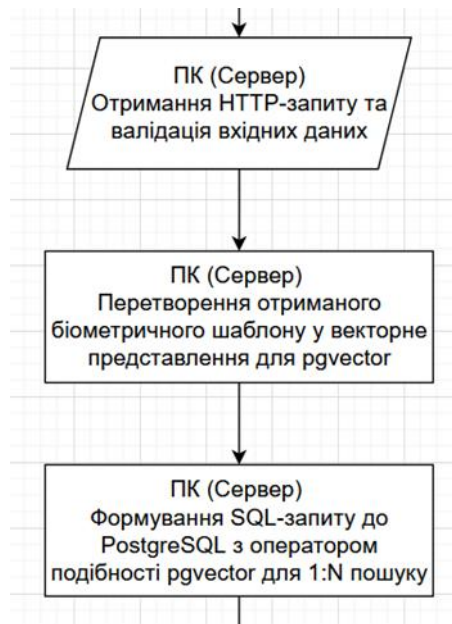 ПК (Сервер)
Отримання HTTP-запиту та
валідація вхідних даних
ПК (Сервер)
Перетворення отриманого
біометричного шаблону у векторне
представлення для pgvector
ПК (Сервер)
Формування SQL-запиту до
PostgreSQL з оператором
подібності pgvector для 1:N пошуку